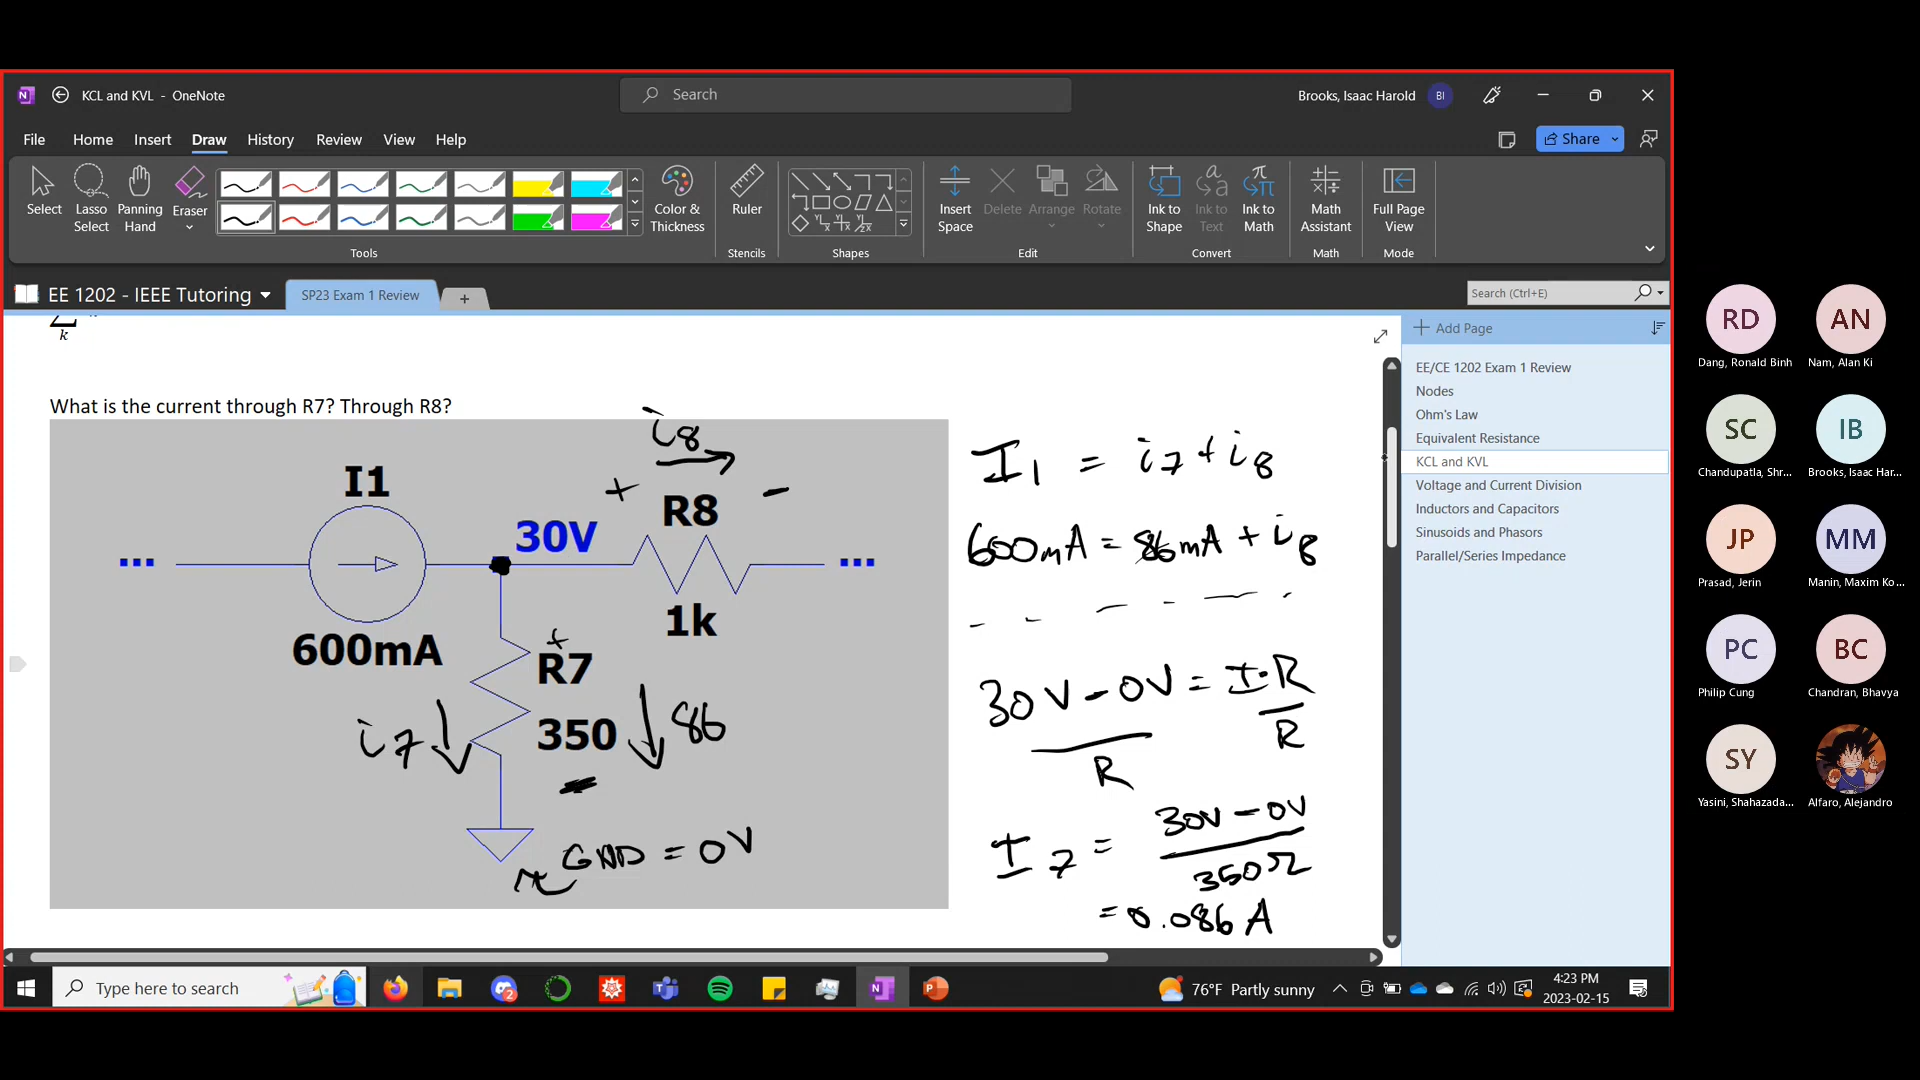 KCL and KVL - OneNote
Search
Brooks, Isaac Harold
BI
File Home Insert Draw History Review View Help
Share
Select
Lasso Select
Panning Hand
Eraser
Color & Thickness
Ruler
Insert Space
Delete
Arrange
Rotate
Ink to Shape
Ink to Text
Ink to Math
Math Assistant
Full Page View
Tools Stencils Shapes Edit Convert Math Mode
EE 1202 - IEEE Tutoring
SP23 Exam 1 Review
+
Search (Ctrl+E)
k
Add Page
EE/CE 1202 Exam 1 Review
Nodes
Ohm's Law
Equivalent Resistance
KCL and KVL
Voltage and Current Division
Inductors and Capacitors
Sinusoids and Phasors
Parallel/Series Impedance
What is the current through R7? Through R8?
i8
I1
+ R8 -
30V
...
...
600mA
1k
+
R7
i7
350
86
GND = 0V
I1 = i7 + i8
600mA = 86mA + i8
30V - 0V = I·R
R R
I7 = 30V - 0V
350Ω
= 0.086 A
RD
Dang, Ronald Binh
AN
Nam, Alan Ki
SC
Chandupatla, Shr...
IB
Brooks, Isaac Har...
JP
Prasad, Jerin
MM
Manin, Maxim Ko...
PC
Philip Cung
BC
Chandran, Bhavya
SY
Yasini, Shahazada...
Alfaro, Alejandro
Type here to search
76°F Partly sunny
4:23 PM
2023-02-15